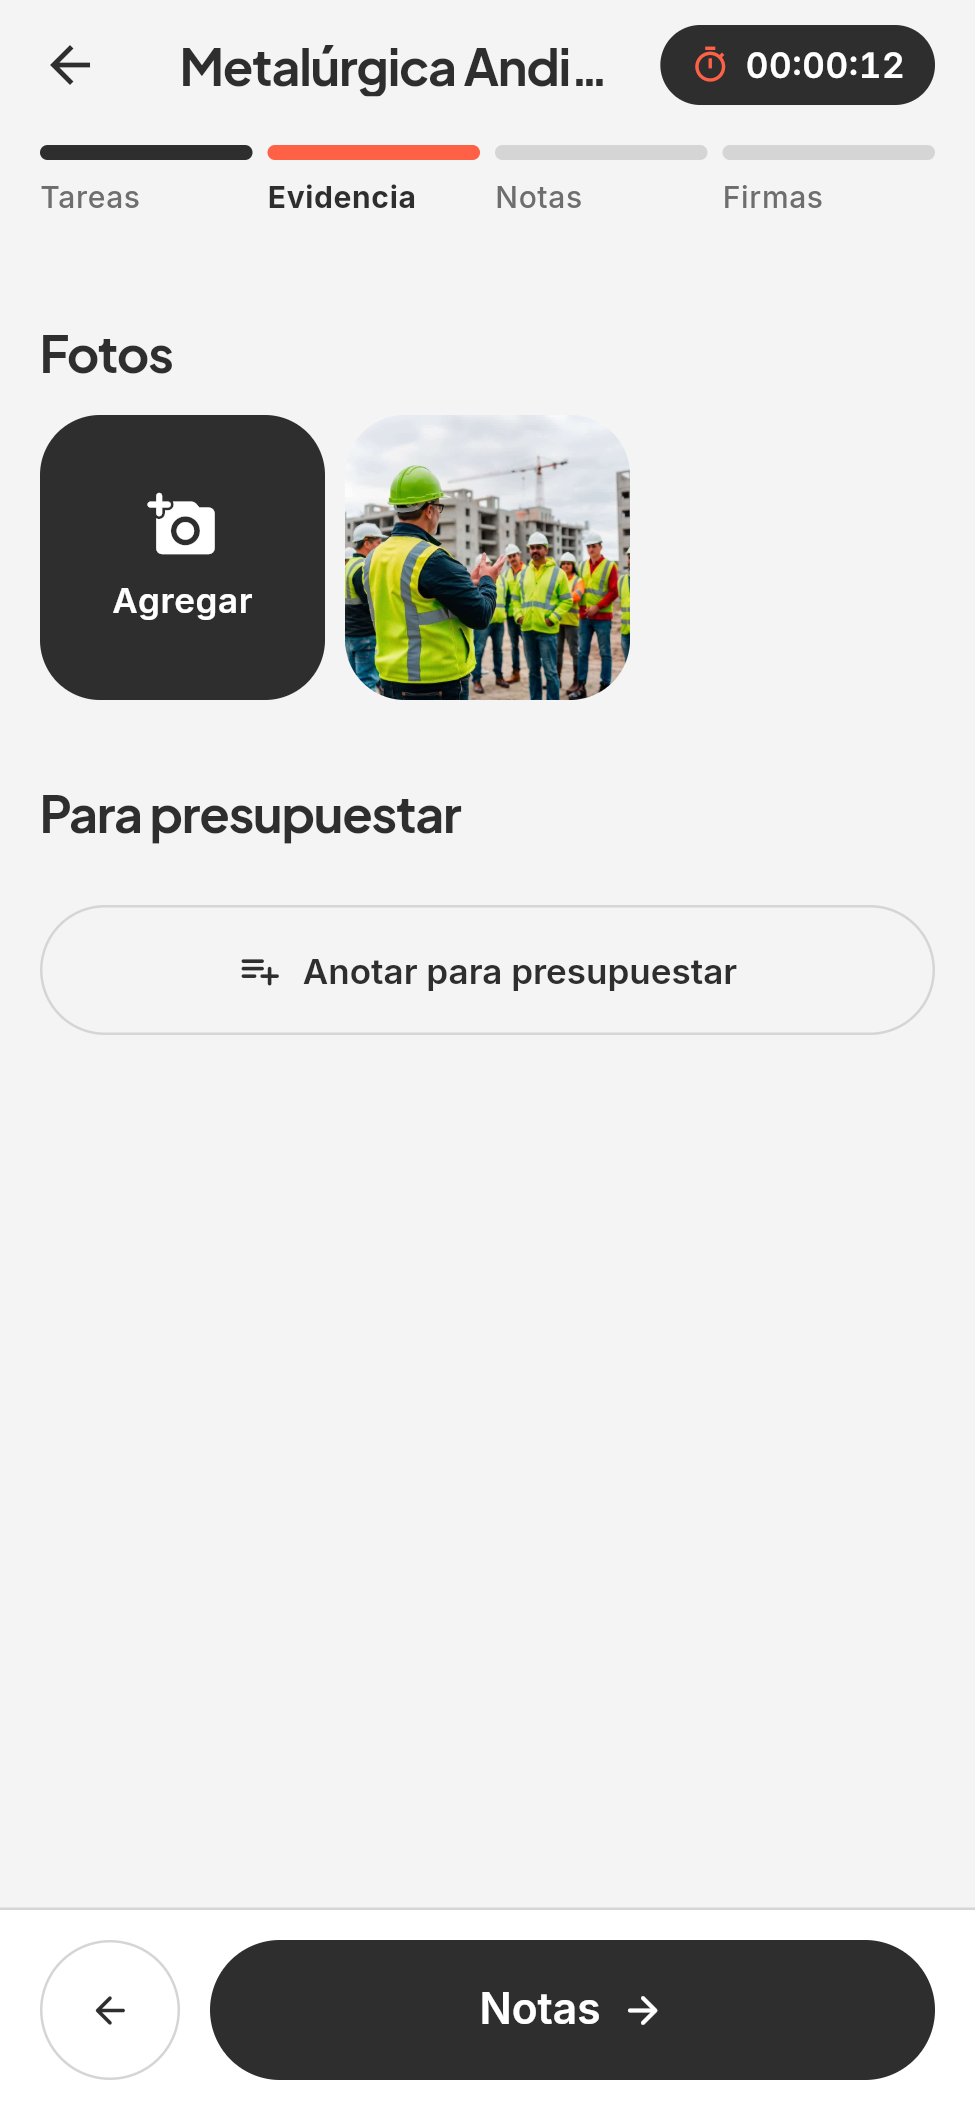 Metalúrgica Andi...
00:00:12
Tareas
Evidencia
Notas
Firmas
Fotos
Agregar
Para presupuestar
Anotar para presupuestar
Notas